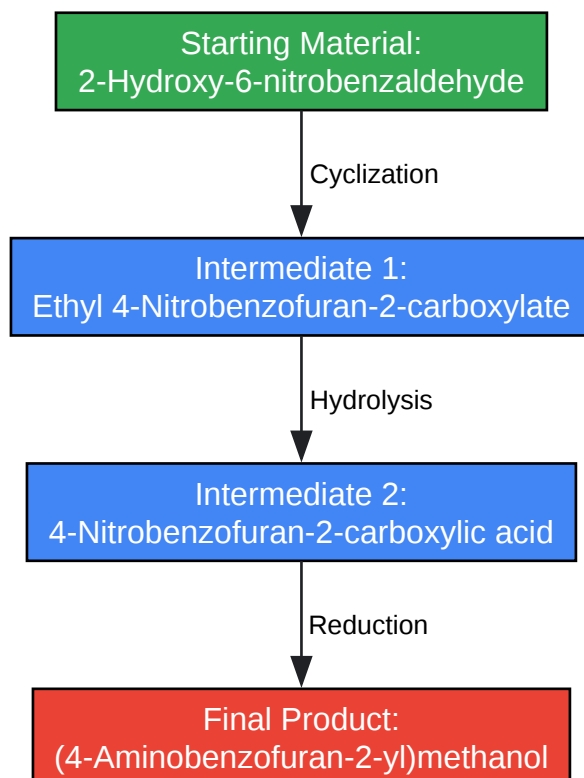 Starting Material:
2-Hydroxy-6-nitrobenzaldehyde
Cyclization
Intermediate 1:
Ethyl 4-Nitrobenzofuran-2-carboxylate
Hydrolysis
Intermediate 2:
4-Nitrobenzofuran-2-carboxylic acid
Reduction
Final Product:
(4-Aminobenzofuran-2-yl)methanol